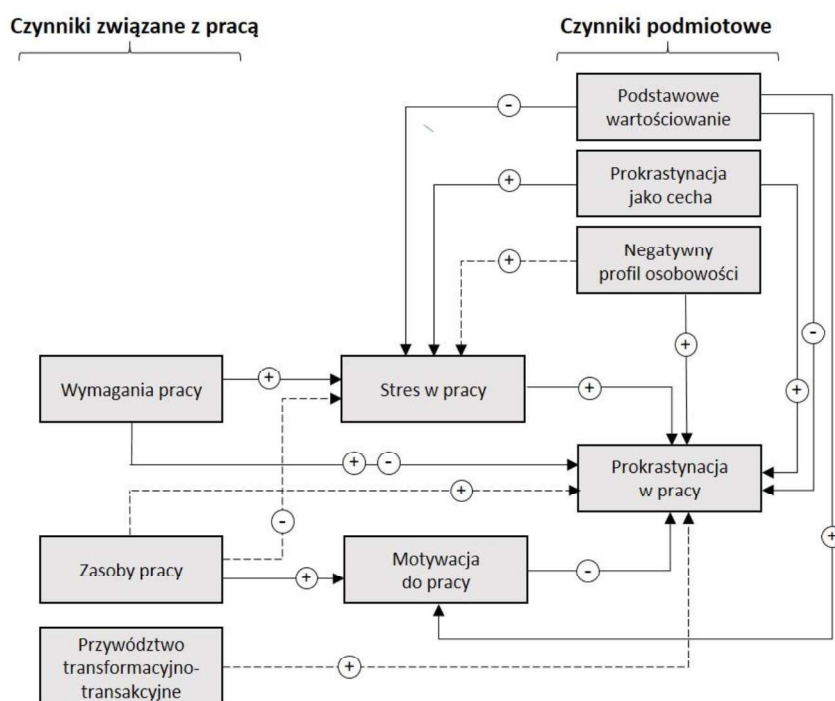 Czynniki związane z pracą
Czynniki podmiotowe
Podstawowe
wartościowanie
-
Prokrastynacja
jako cecha
+
Negatywny
profil osobowości
+
+
-
Wymagania pracy
+
Stres w pracy
+
+
+
-
Prokrastynacja
w pracy
+
-
+
Zasoby pracy
+
Motywacja
do pracy
-
Przywództwo
transformacyjno-
transakcyjne
+